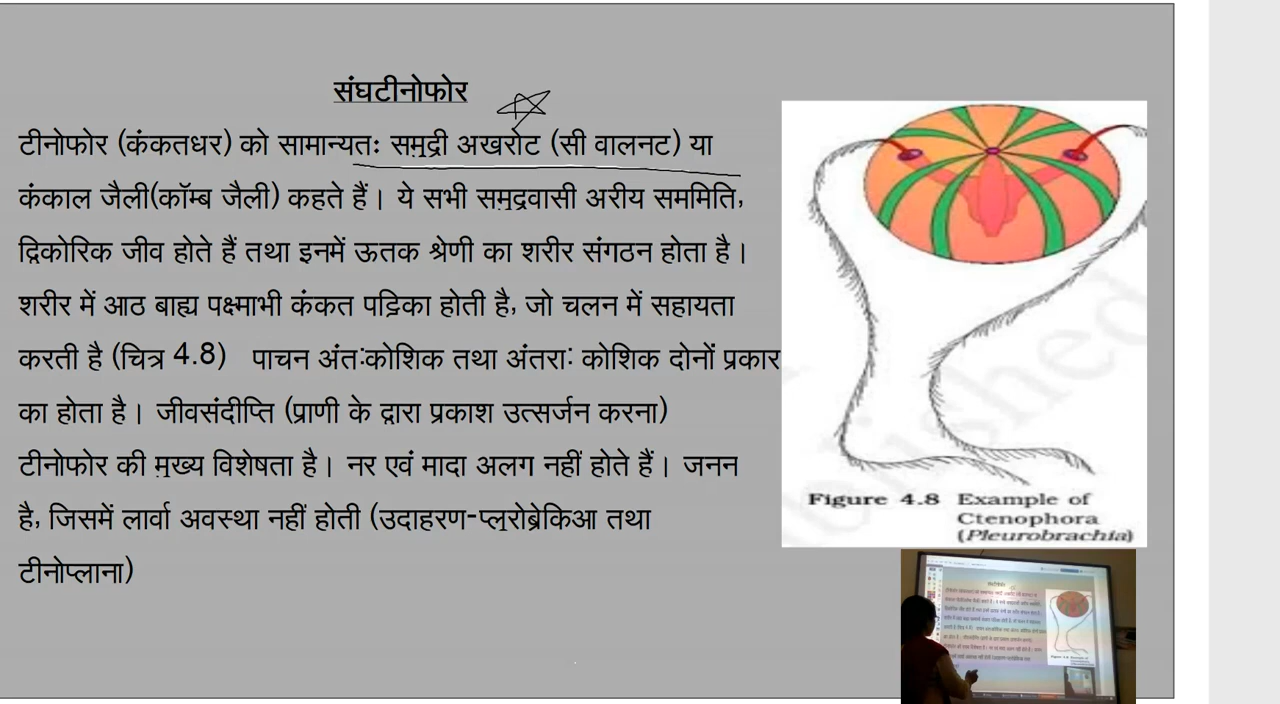 संघटीनोफोर
टीनोफोर (कंकतधर) को सामान्यतः समुद्री अखरोट (सी वालनट) या
कंकाल जैली(कॉम्ब जैली) कहते हैं। ये सभी समुद्रवासी अरीय सममिति,
द्विकोरिक जीव होते हैं तथा इनमें ऊतक श्रेणी का शरीर संगठन होता है।
शरीर में आठ बाह्य पक्ष्माभी कंकत पट्टिका होती है, जो चलन में सहायता
करती है (चित्र 4.8) पाचन अंत:कोशिक तथा अंतरा: कोशिक दोनों प्रकार
का होता है। जीवसंदीप्ति (प्राणी के द्वारा प्रकाश उत्सर्जन करना)
टीनोफोर की मुख्य विशेषता है। नर एवं मादा अलग नहीं होते हैं। जनन
है, जिसमें लार्वा अवस्था नहीं होती (उदाहरण-प्लुरोब्रेकिआ तथा
टीनोप्लाना)
Figure 4.8 Example of
Ctenophora
(Pleurobrachia)